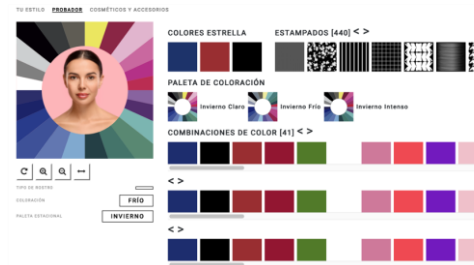 TU ESTILO PROBADOR COSMÉTICOS Y ACCESORIOS
COLORES ESTRELLA
ESTAMPADOS [440] < >
PALETA DE COLORACIÓN
Invierno Claro
Invierno Frío
Invierno Intenso
COMBINACIONES DE COLOR [41] < >
< >
< >
TIPO DE ROSTRO
COLORACIÓN
FRÍO
PALETA ESTACIONAL
INVIERNO